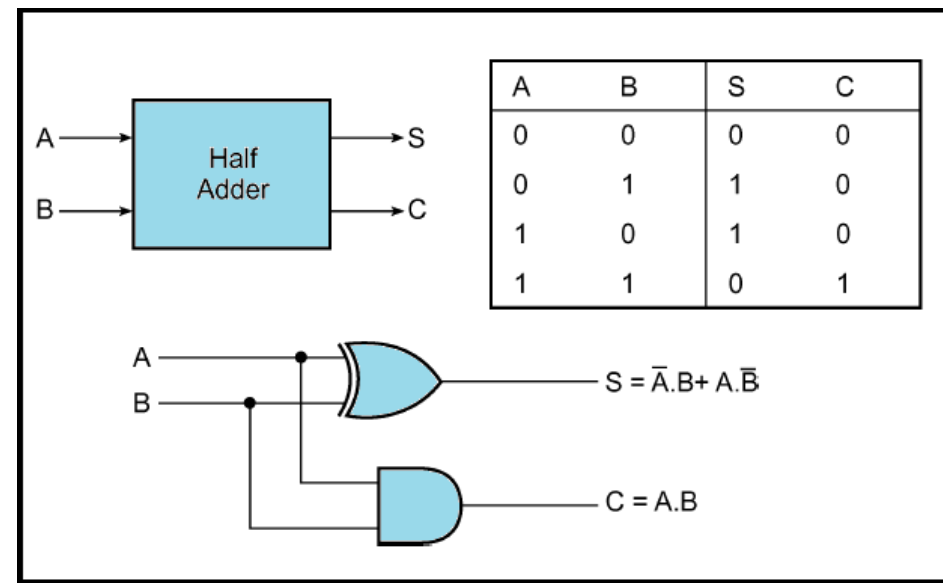 A
B
Half
Adder
S
C
A B S C
0 0 0 0
0 1 1 0
1 0 1 0
1 1 0 1
A
B
S = A̅.B+ A.B̅
C = A.B